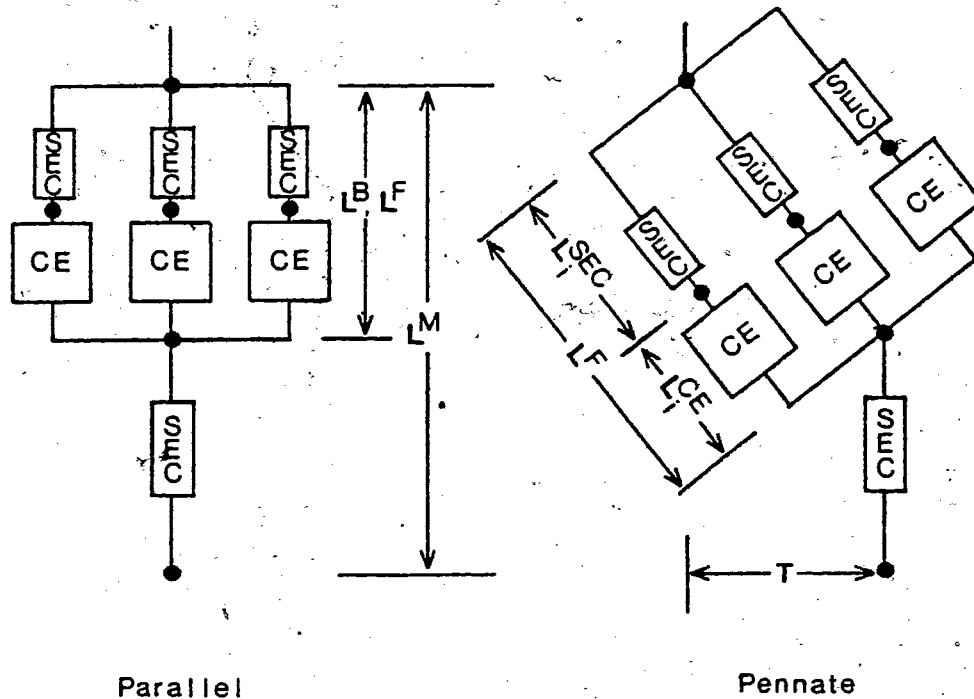 SEC SEC SEC
CE CE CE
L^B L^F
L^M
SEC
SEC SEC SEC
CE CE CE
L_i^SEC
L^F
L_i^CE
SEC
T
Parallel
Pennate